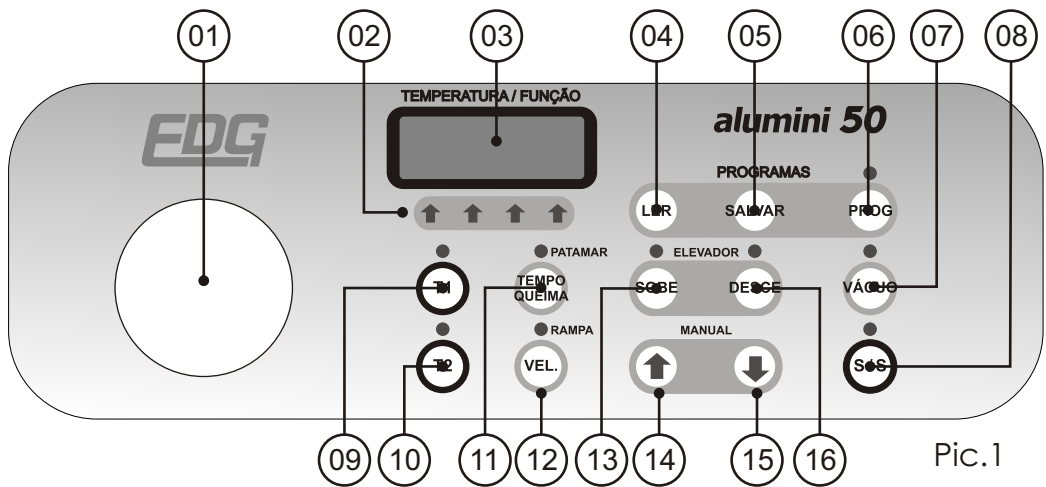 01 02 03 04 05 06 07 08
TEMPERATURA / FUNÇÃO
EDG
alumini 50
PROGRAMAS
LER SALVAR PROG
PATAMAR ELEVADOR
T1 TEMPO QUEIMA SOBE DESCE VÁCUO
RAMPA MANUAL
T2 VEL. S/S
09 10 11 12 13 14 15 16
Pic.1